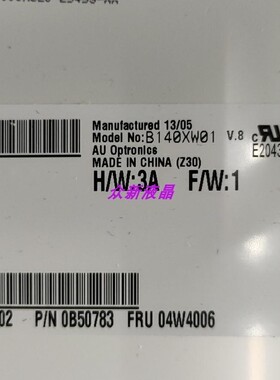 Manufactured 13/05
Model No: B140XW01 V.8
AU Optronics
MADE IN CHINA (Z30)
H/W:3A F/W:1
众新液晶
02 P/N 0B50783 FRU 04W4006